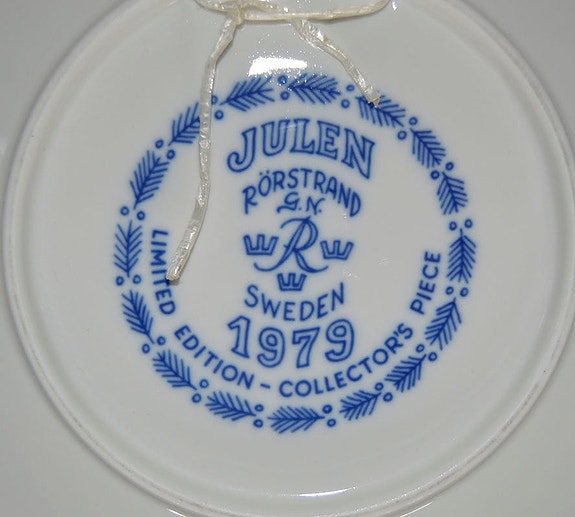 JULEN
RÖRSTRAND
G.N.
R
SWEDEN
1979
LIMITED EDITION - COLLECTOR'S PIECE